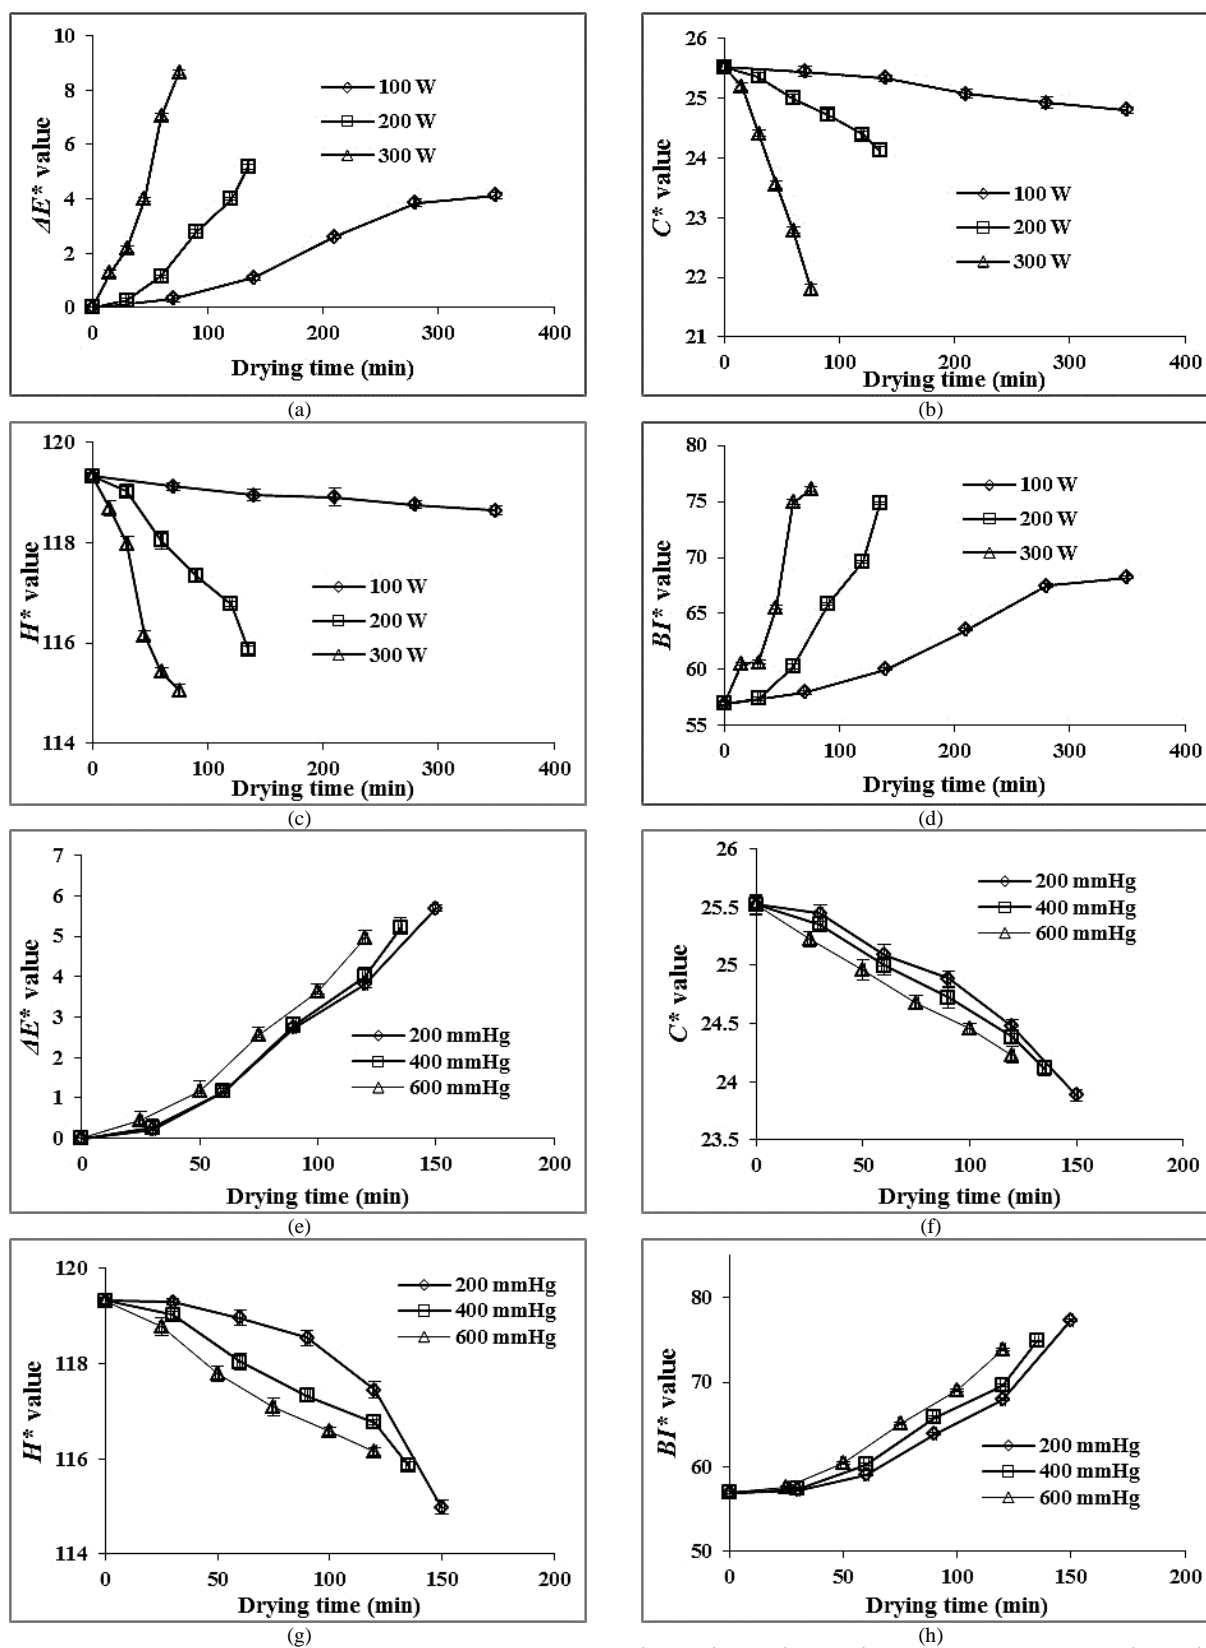 10
8
6
4
2
0
ΔE* value
100 W
200 W
300 W
0 100 200 300 400
Drying time (min)
(a)
26
25
24
23
22
21
C* value
100 W
200 W
300 W
0 100 200 300 400
Drying time (min)
(b)
120
118
116
114
H* value
100 W
200 W
300 W
0 100 200 300 400
Drying time (min)
(c)
80
75
70
65
60
55
BI* value
100 W
200 W
300 W
0 100 200 300 400
Drying time (min)
(d)
7
6
5
4
3
2
1
0
ΔE* value
200 mmHg
400 mmHg
600 mmHg
0 50 100 150 200
Drying time (min)
(e)
26
25.5
25
24.5
24
23.5
C* value
200 mmHg
400 mmHg
600 mmHg
0 50 100 150 200
Drying time (min)
(f)
120
118
116
114
H* value
200 mmHg
400 mmHg
600 mmHg
0 50 100 150 200
Drying time (min)
(g)
80
70
60
50
BI* value
200 mmHg
400 mmHg
600 mmHg
0 50 100 150 200
Drying time (min)
(h)